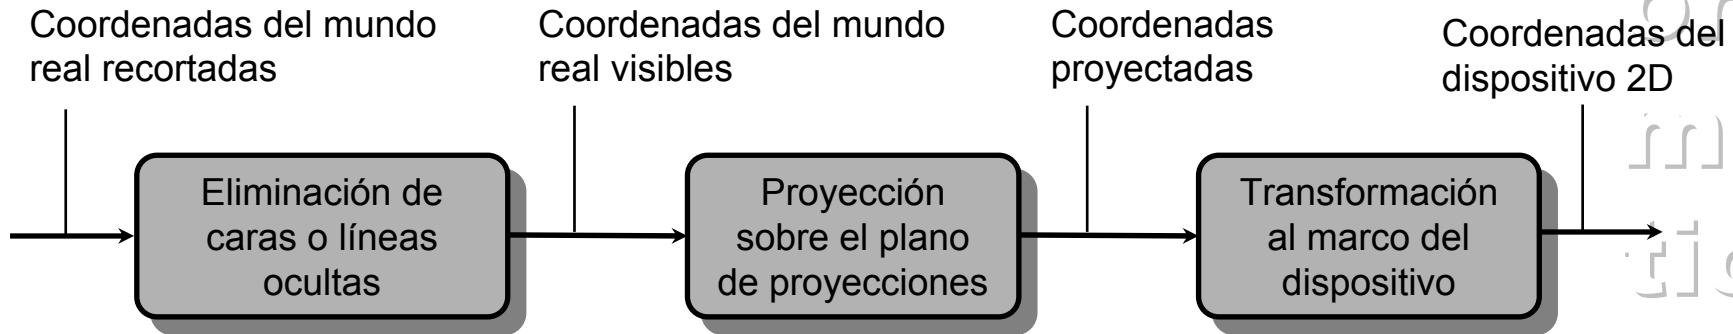 Coordenadas del mundo
real recortadas
Coordenadas del mundo
real visibles
Coordenadas
proyectadas
Coordenadas del
dispositivo 2D
Eliminación de
caras o líneas
ocultas
Proyección
sobre el plano
de proyecciones
Transformación
al marco del
dispositivo